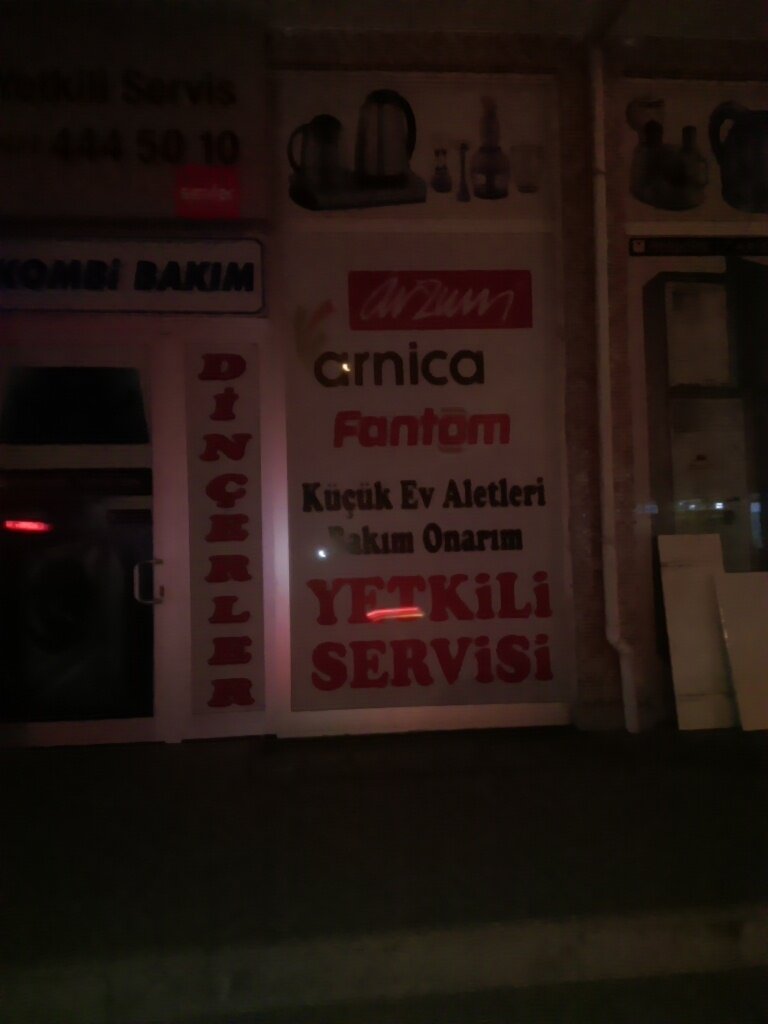 Yetkili Servis
444 50 10
KOMBİ BAKIM
DİNÇERLER
arzum
arnica
Fantom
Küçük Ev Aletleri
Bakım Onarım
YETKİLİ
SERVİSİ